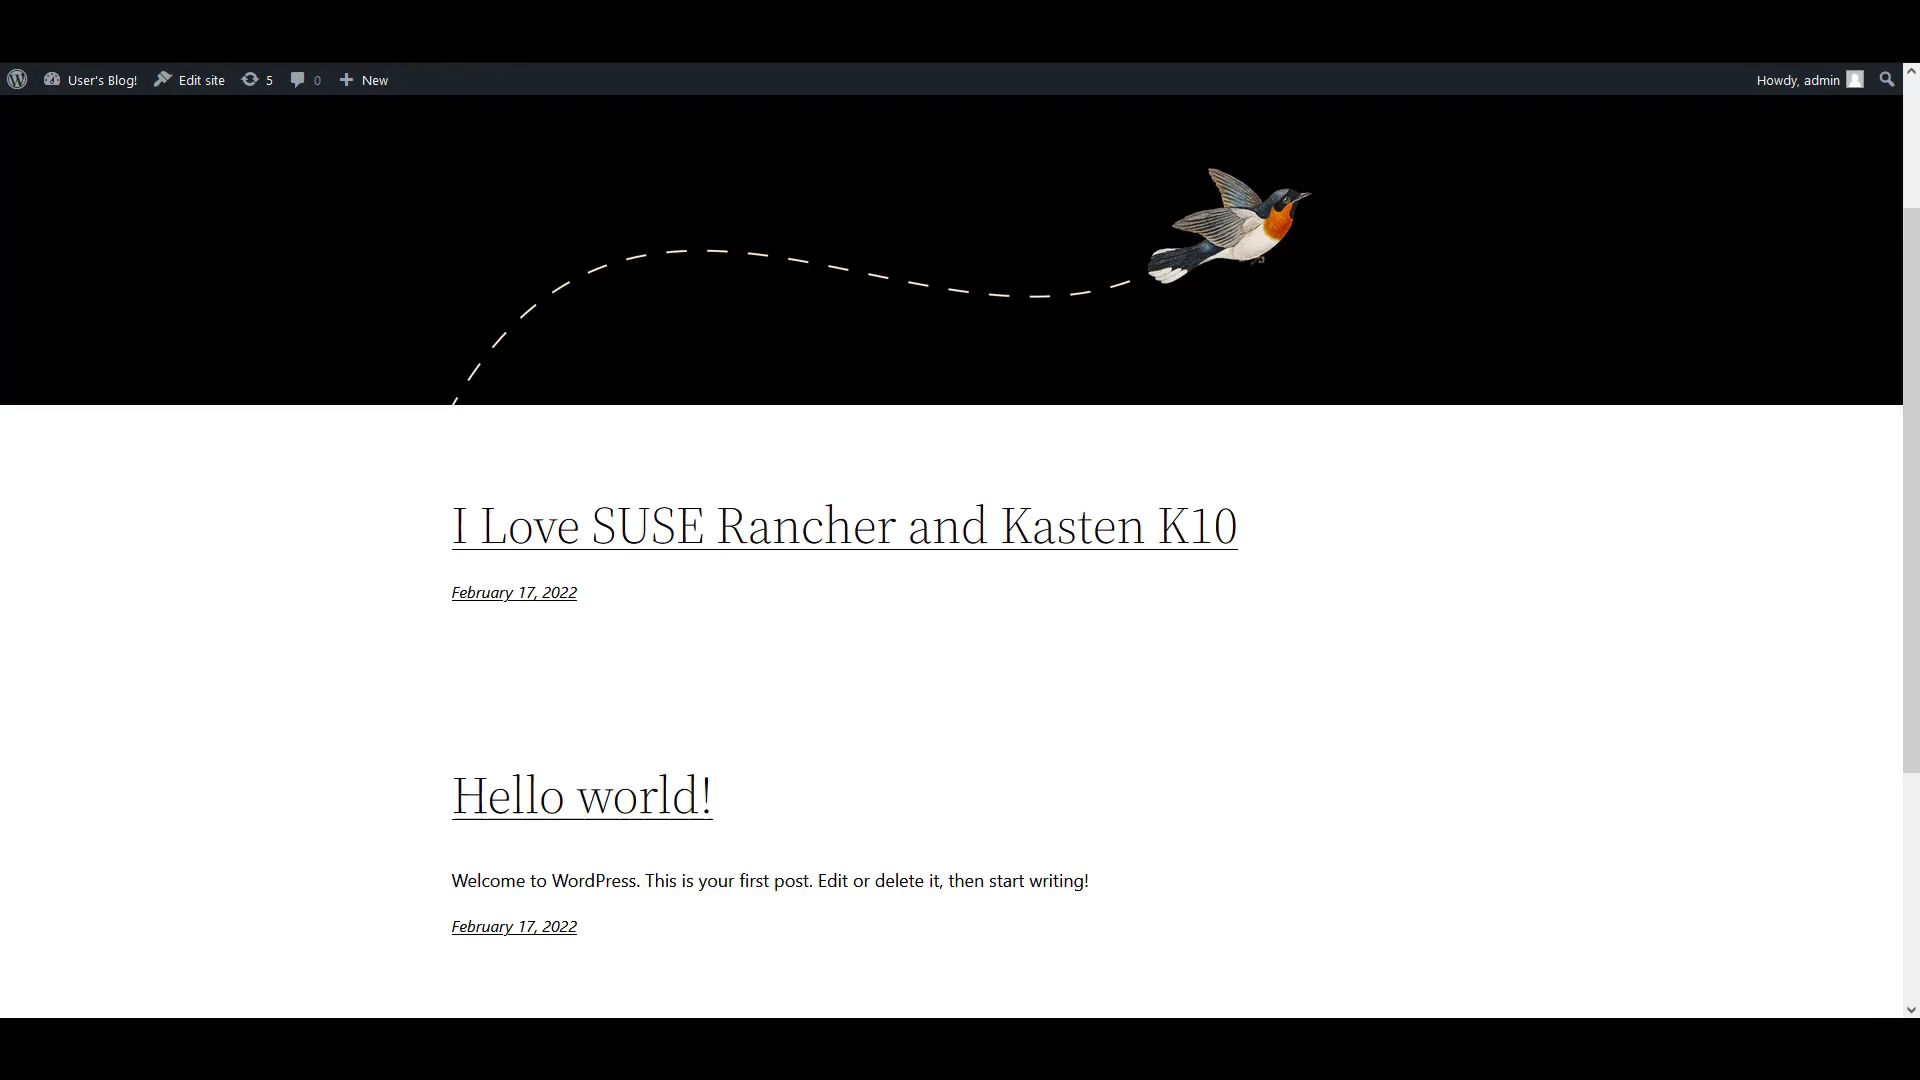 User's Blog! Edit site 5 0 New Howdy, admin
I Love SUSE Rancher and Kasten K10
February 17, 2022
Hello world!
Welcome to WordPress. This is your first post. Edit or delete it, then start writing!
February 17, 2022